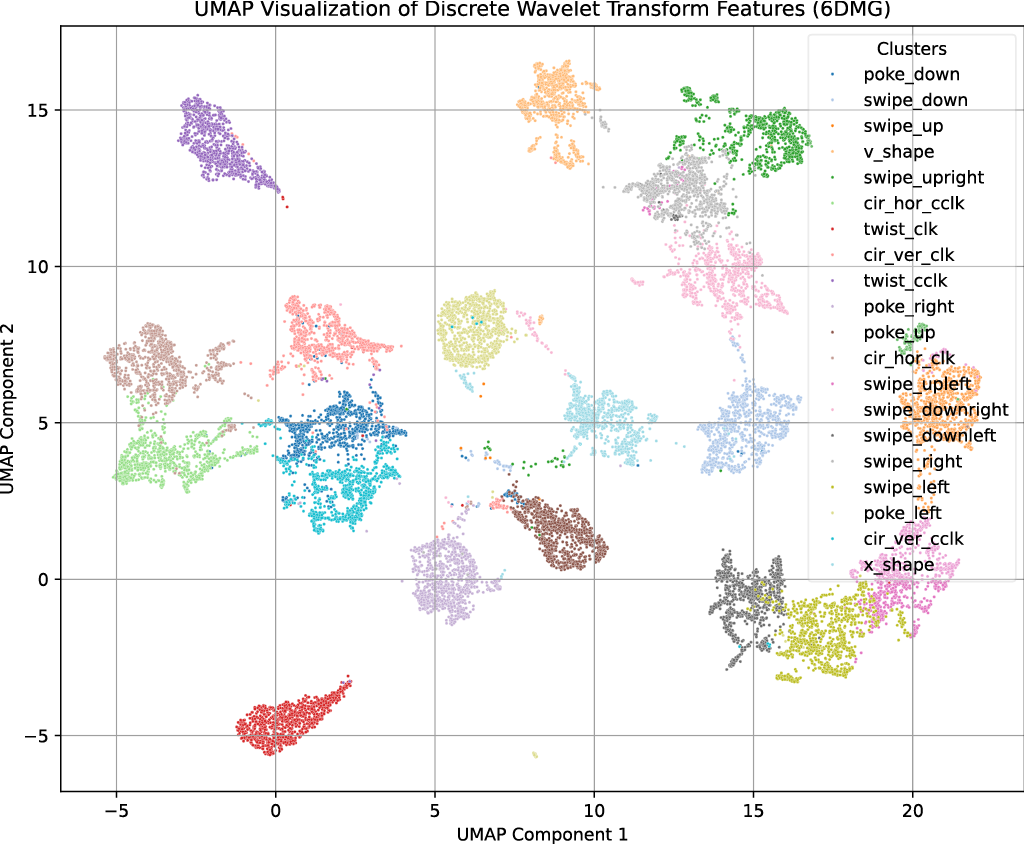 UMAP Visualization of Discrete Wavelet Transform Features (6DMG)
Clusters
poke_down
swipe_down
swipe_up
v_shape
swipe_upright
cir_hor_cclk
twist_clk
cir_ver_clk
twist_cclk
poke_right
poke_up
cir_hor_clk
swipe_upleft
swipe_downright
swipe_downleft
swipe_right
swipe_left
poke_left
cir_ver_cclk
x_shape
UMAP Component 2
15
10
5
0
−5
−5 0 5 10 15 20
UMAP Component 1